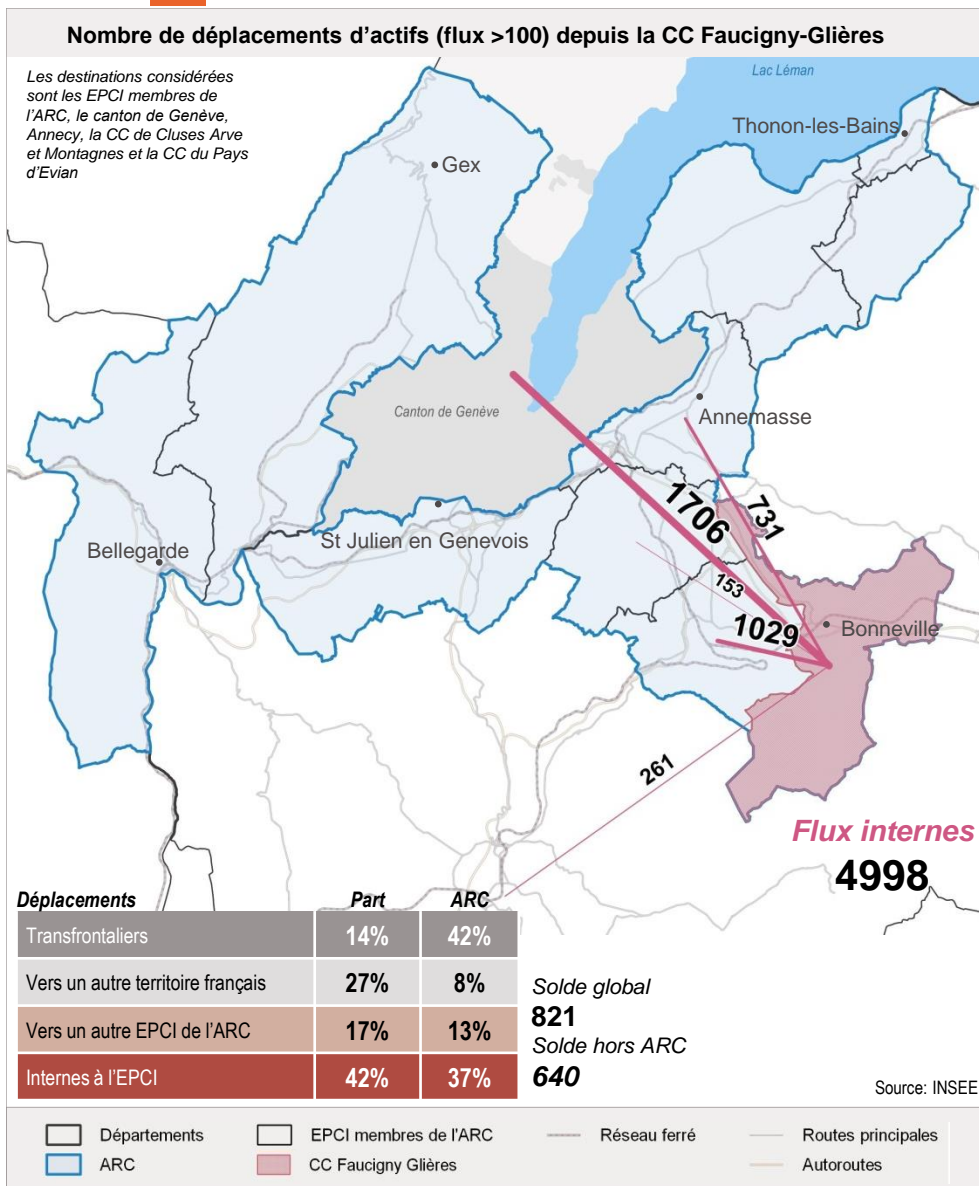 Nombre de déplacements d'actifs (flux >100) depuis la CC Faucigny-Glières
Les destinations considérées
sont les EPCI membres de
l'ARC, le canton de Genève,
Annecy, la CC de Cluses Arve
et Montagnes et la CC du Pays
d'Evian
Lac Léman
Thonon-les-Bains
Gex
Canton de Genève
Annemasse
1706
731
St Julien en Genevois
Bellegarde
153
1029
Bonneville
261
Flux internes
4998
Déplacements Part ARC
Transfrontaliers 14% 42%
Vers un autre territoire français 27% 8%
Vers un autre EPCI de l'ARC 17% 13%
Internes à l'EPCI 42% 37%
Solde global
821
Solde hors ARC
640
Source: INSEE
Départements EPCI membres de l'ARC Réseau ferré Routes principales
ARC CC Faucigny Glières Autoroutes